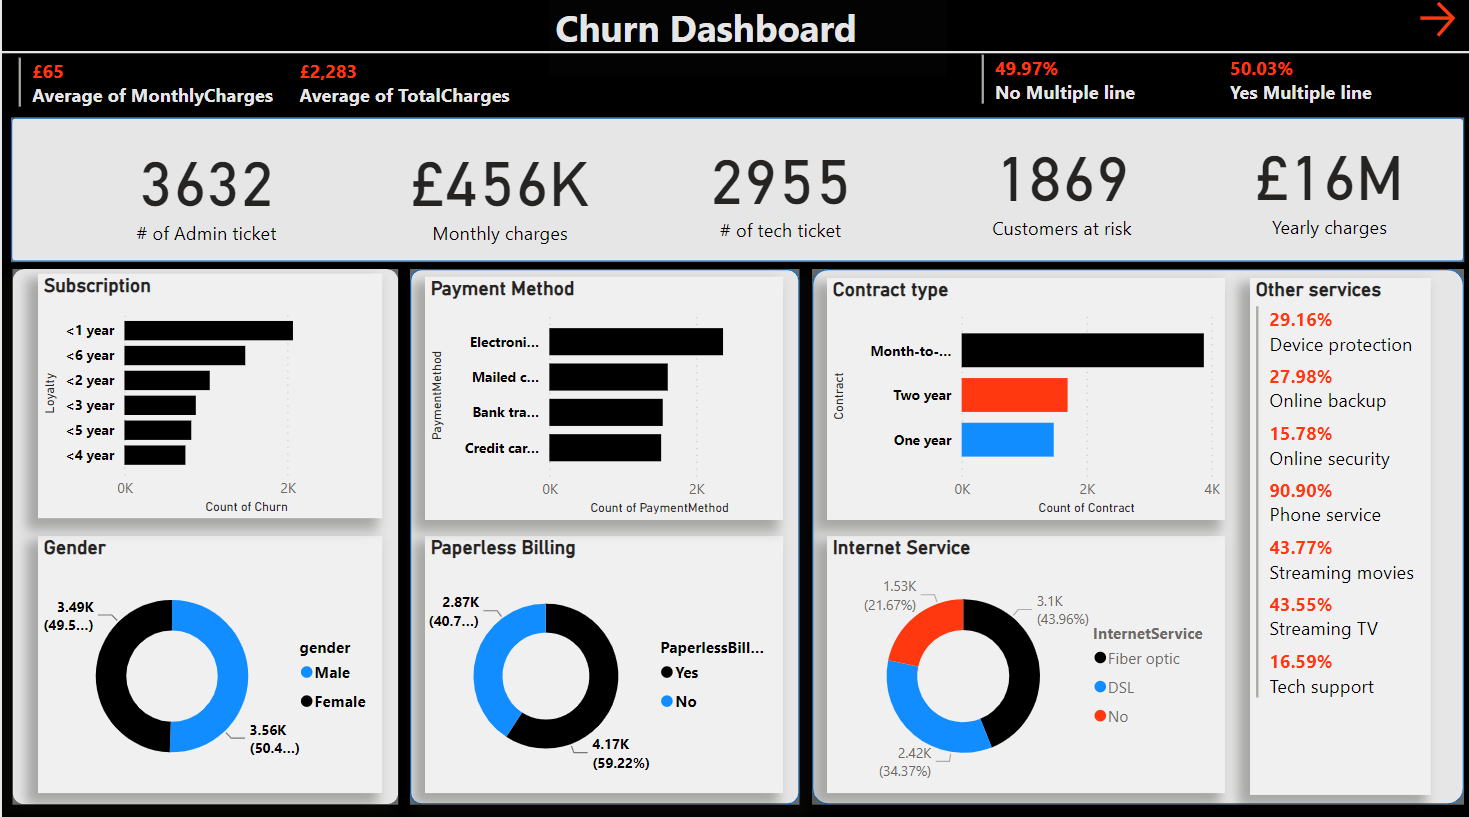 Churn Dashboard
£65
Average of MonthlyCharges
£2,283
Average of TotalCharges
49.97%
No Multiple line
50.03%
Yes Multiple line
3632
# of Admin ticket
£456K
Monthly charges
2955
# of tech ticket
1869
Customers at risk
£16M
Yearly charges
Subscription
Loyalty
<1 year
<6 year
<2 year
<3 year
<5 year
<4 year
0K
2K
Count of Churn
Payment Method
PaymentMethod
Electroni...
Mailed c...
Bank tra...
Credit car...
0K
2K
Count of PaymentMethod
Contract type
Contract
Month-to-...
Two year
One year
0K
2K
4K
Count of Contract
Other services
29.16%
Device protection
27.98%
Online backup
15.78%
Online security
90.90%
Phone service
43.77%
Streaming movies
43.55%
Streaming TV
16.59%
Tech support
Gender
3.49K
(49.5...)
3.56K
(50.4...)
gender
Male
Female
Paperless Billing
2.87K
(40.7...)
4.17K
(59.22%)
PaperlessBill...
Yes
No
Internet Service
1.53K
(21.67%)
3.1K
(43.96%)
2.42K
(34.37%)
InternetService
Fiber optic
DSL
No